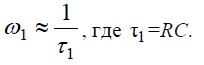 ω₁ ≈ 1/τ₁, где τ₁=RC.